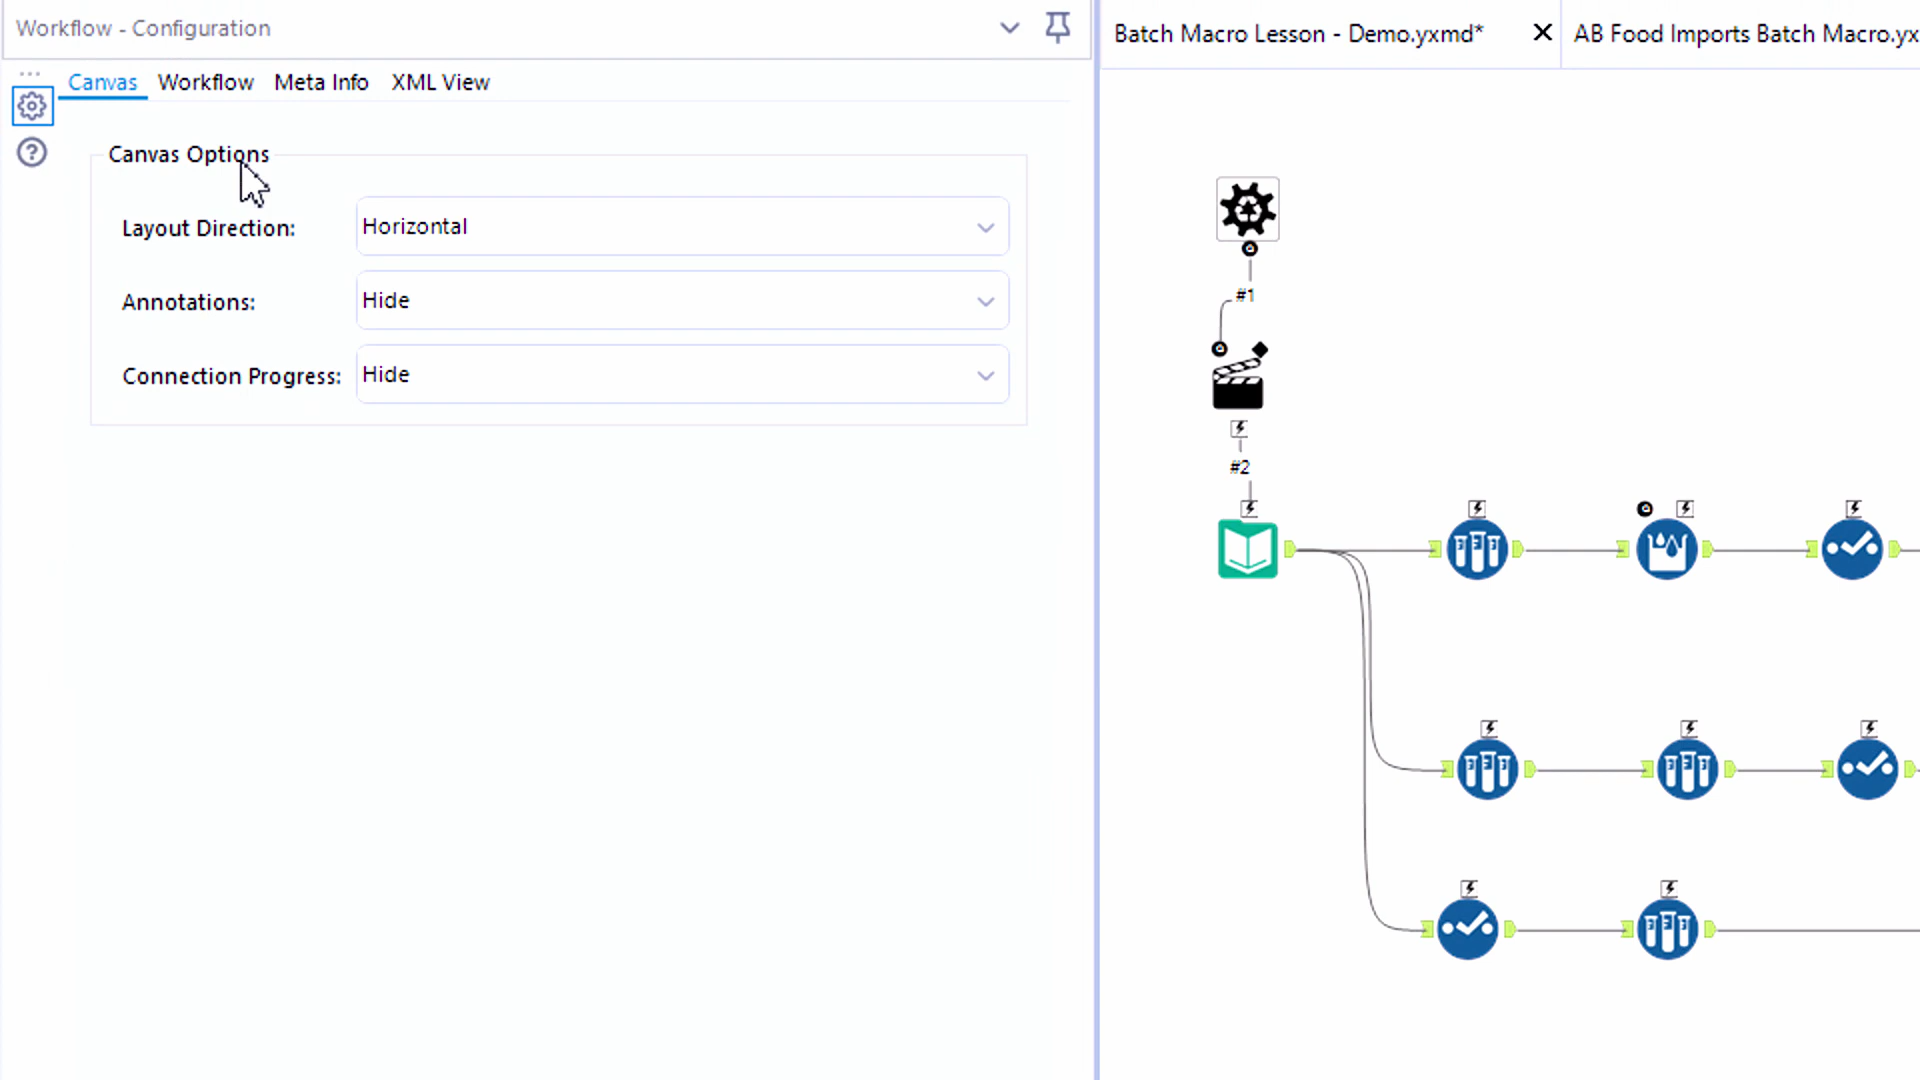 Workflow - Configuration
Canvas Workflow Meta Info XML View
Canvas Options
Layout Direction: Horizontal
Annotations: Hide
Connection Progress: Hide
Batch Macro Lesson - Demo.yxmd*
AB Food Imports Batch Macro.yx
#1
#2